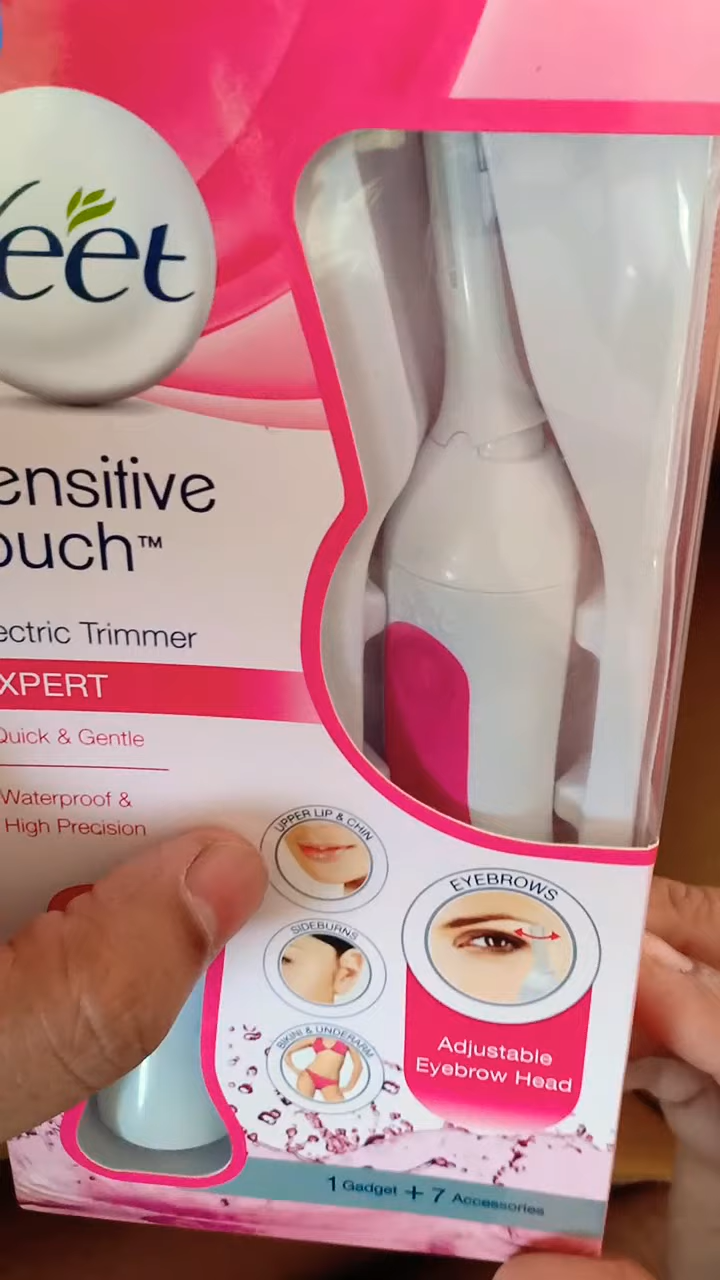 eet
ensitive
ouch™
ectric Trimmer
XPERT
Quick & Gentle
Waterproof &
High Precision
UPPER LIP & CHIN
EYEBROWS
SIDEBURNS
BIKINI & UNDERARM
Adjustable
Eyebrow Head
1 Gadget + 7 Accessories